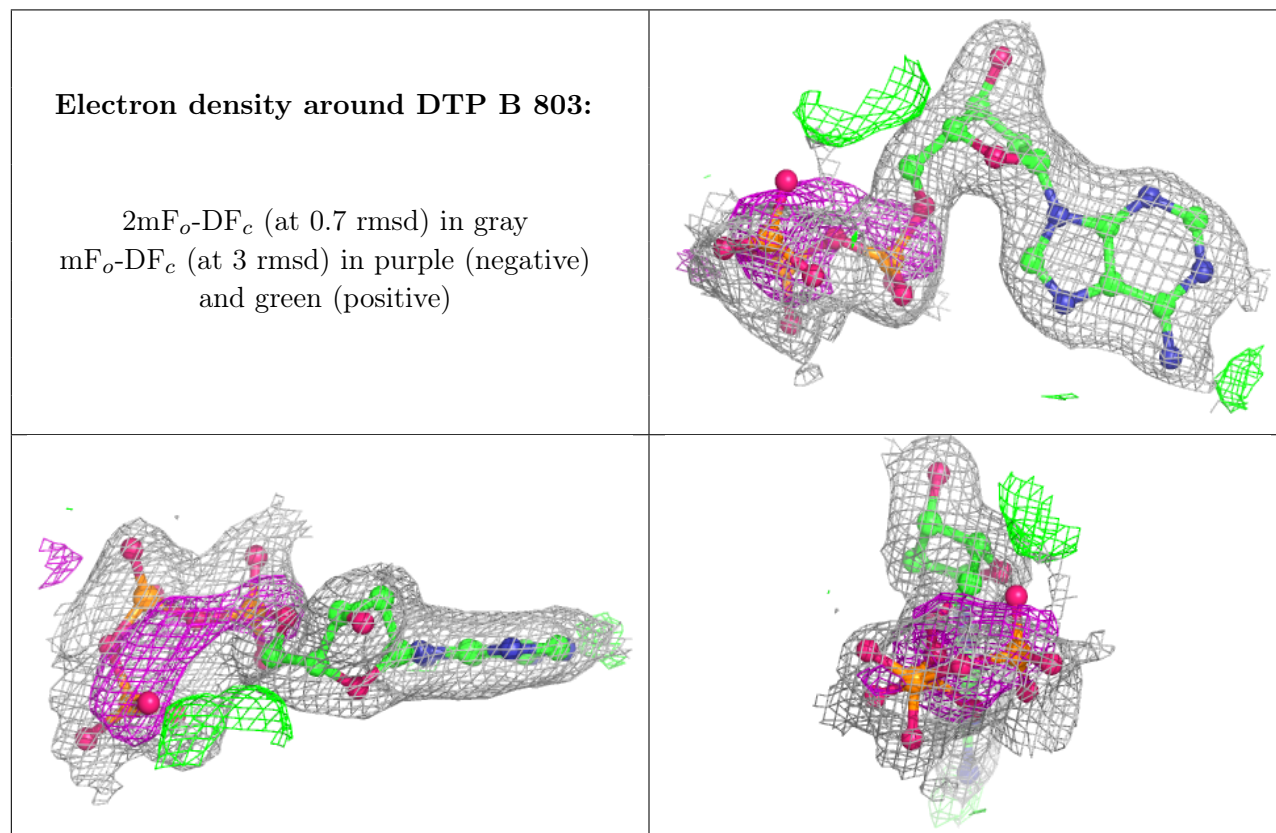 Electron density around DTP B 803:
2mFo-DFc (at 0.7 rmsd) in gray
mFo-DFc (at 3 rmsd) in purple (negative)
and green (positive)